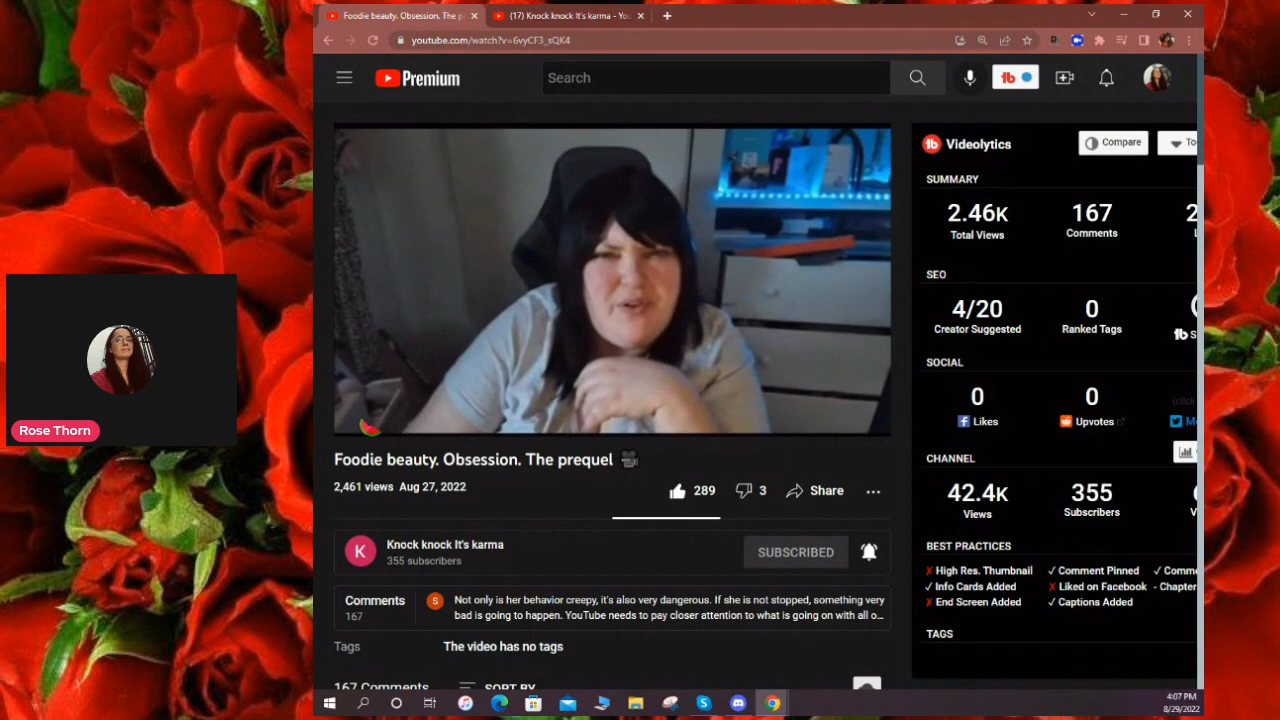 Foodie beauty. Obsession. The p
(17) Knock knock It's karma - You
youtube.com/watch?v=6vyCF3_sQK4
Premium
Search
Videolytics
Compare
To
SUMMARY
2.46K
167
2
Total Views
Comments
SEO
4/20
0
Creator Suggested
Ranked Tags
SOCIAL
0
0
Likes
Upvotes
(click
CHANNEL
42.4K
355
Views
Subscribers
BEST PRACTICES
✗ High Res. Thumbnail
✓ Comment Pinned
✓ Comme
✓ Info Cards Added
✗ Liked on Facebook
- Chapter
✗ End Screen Added
✓ Captions Added
TAGS
Rose Thorn
Foodie beauty. Obsession. The prequel
2,461 views Aug 27, 2022
289
3
Share
...
K
Knock knock It's karma
355 subscribers
SUBSCRIBED
Comments
167
S
Not only is her behavior creepy, it's also very dangerous. If she is not stopped, something very
bad is going to happen. YouTube needs to pay closer attention to what is going on with all o...
Tags
The video has no tags
167 Comments
SORT BY
4:07 PM
8/29/2022